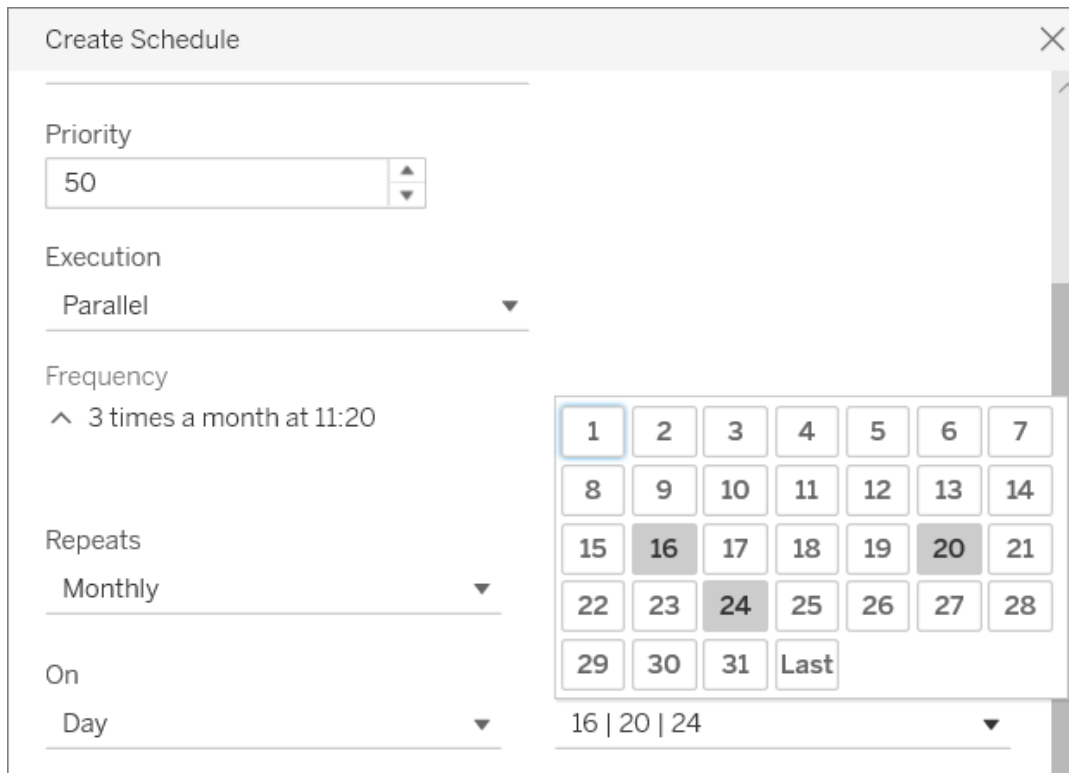 Create Schedule
Priority
50
Execution
Parallel
Frequency
3 times a month at 11:20
1 2 3 4 5 6 7
8 9 10 11 12 13 14
15 16 17 18 19 20 21
22 23 24 25 26 27 28
29 30 31 Last
Repeats
Monthly
On
Day
16 | 20 | 24